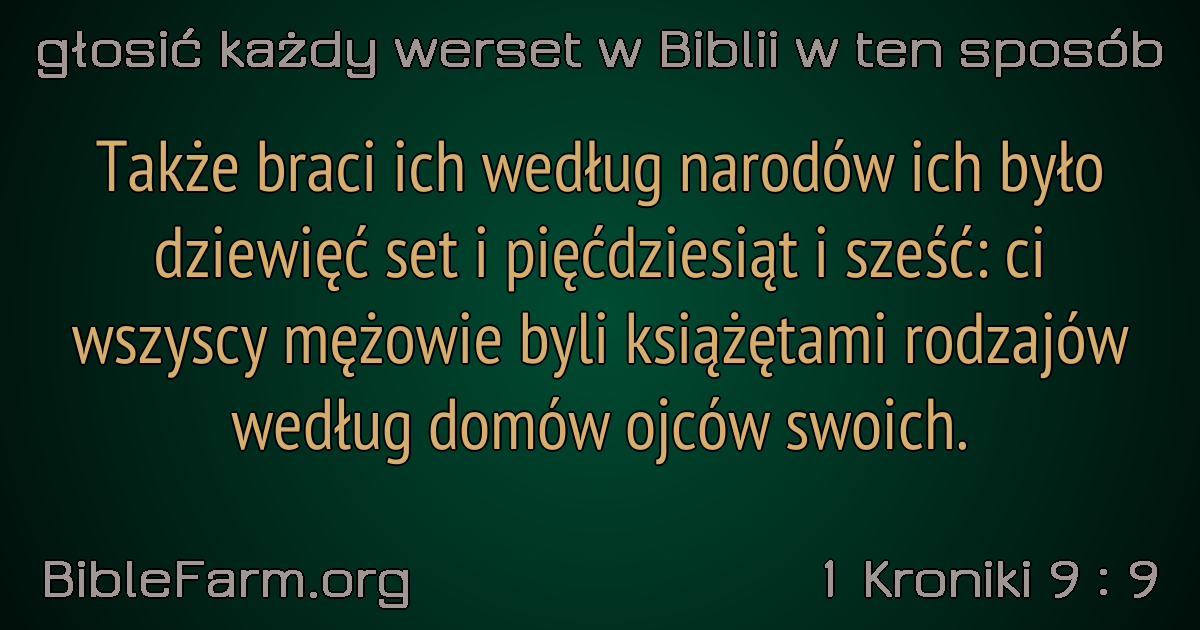 głosić każdy werset w Biblii w ten sposób
Także braci ich według narodów ich było
dziewięć set i pięćdziesiąt i sześć: ci
wszyscy mężowie byli książętami rodzajów
według domów ojców swoich.
BibleFarm.org
1 Kroniki 9 : 9